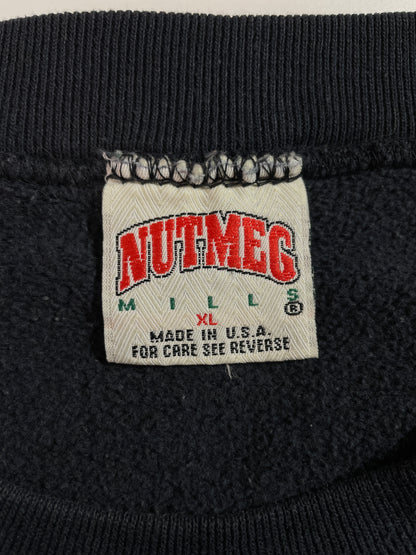 NUTMEG
MILLS®
XL
MADE IN U.S.A.
FOR CARE SEE REVERSE